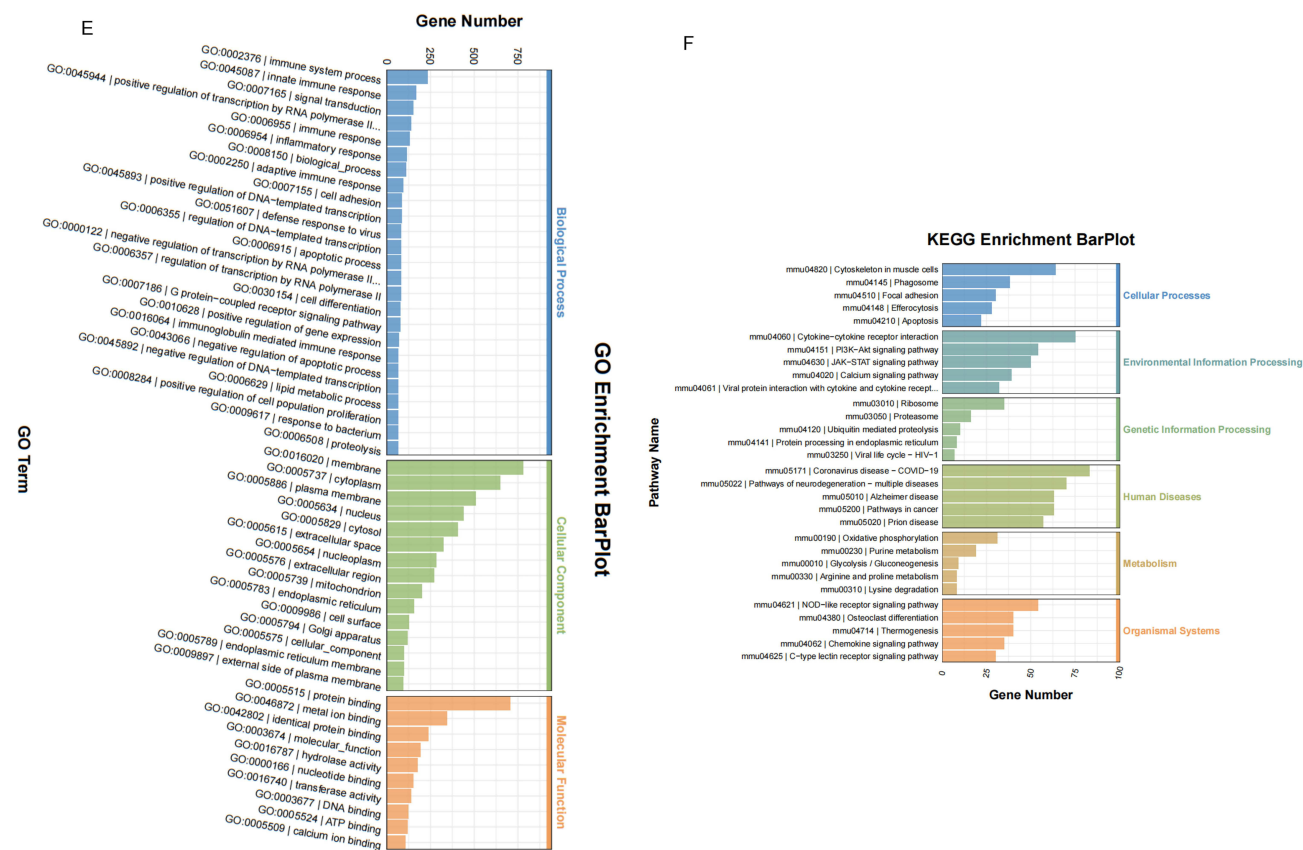 E
Gene Number
0
250
500
750
GO:0002376 | immune system process
GO:0045087 | innate immune response
GO:0007165 | signal transduction
GO:0045944 | positive regulation of transcription by RNA polymerase II...
GO:0006955 | immune response
GO:0006954 | inflammatory response
GO:0008150 | biological_process
GO:0002250 | adaptive immune response
GO:0007155 | cell adhesion
GO:0045893 | positive regulation of DNA-templated transcription
GO:0051607 | defense response to virus
GO:0006355 | regulation of DNA-templated transcription
GO:0006915 | apoptotic process
GO:0000122 | negative regulation of transcription by RNA polymerase II...
GO:0006357 | regulation of transcription by RNA polymerase II
GO:0030154 | cell differentiation
GO:0007186 | G protein-coupled receptor signaling pathway
GO:0010628 | positive regulation of gene expression
GO:0016064 | immunoglobulin mediated immune response
GO:0043066 | negative regulation of apoptotic process
GO:0045892 | negative regulation of DNA-templated transcription
GO:0006629 | lipid metabolic process
GO:0008284 | positive regulation of cell population proliferation
GO:0009617 | response to bacterium
GO:0006508 | proteolysis
GO:0016020 | membrane
GO:0005737 | cytoplasm
GO:0005886 | plasma membrane
GO:0005634 | nucleus
GO:0005829 | cytosol
GO:0005615 | extracellular space
GO:0005654 | nucleoplasm
GO:0005576 | extracellular region
GO:0005739 | mitochondrion
GO:0005783 | endoplasmic reticulum
GO:0009986 | cell surface
GO:0005794 | Golgi apparatus
GO:0005575 | cellular_component
GO:0005789 | endoplasmic reticulum membrane
GO:0009897 | external side of plasma membrane
GO:0005515 | protein binding
GO:0046872 | metal ion binding
GO:0042802 | identical protein binding
GO:0003674 | molecular_function
GO:0016787 | hydrolase activity
GO:0000166 | nucleotide binding
GO:0016740 | transferase activity
GO:0003677 | DNA binding
GO:0005524 | ATP binding
GO:0005509 | calcium ion binding
GO Term
Biological Process
Cellular Component
Molecular Function
GO Enrichment BarPlot
F
KEGG Enrichment BarPlot
Pathway Name
mmu04820 | Cytoskeleton in muscle cells
mmu04145 | Phagosome
mmu04510 | Focal adhesion
mmu04148 | Efferocytosis
mmu04210 | Apoptosis
Cellular Processes
mmu04060 | Cytokine-cytokine receptor interaction
mmu04151 | PI3K-Akt signaling pathway
mmu04630 | JAK-STAT signaling pathway
mmu04020 | Calcium signaling pathway
mmu04061 | Viral protein interaction with cytokine and cytokine recept...
Environmental Information Processing
mmu03010 | Ribosome
mmu03050 | Proteasome
mmu04120 | Ubiquitin mediated proteolysis
mmu04141 | Protein processing in endoplasmic reticulum
mmu03250 | Viral life cycle - HIV-1
Genetic Information Processing
mmu05171 | Coronavirus disease - COVID-19
mmu05022 | Pathways of neurodegeneration - multiple diseases
mmu05010 | Alzheimer disease
mmu05200 | Pathways in cancer
mmu05020 | Prion disease
Human Diseases
mmu00190 | Oxidative phosphorylation
mmu00230 | Purine metabolism
mmu00010 | Glycolysis / Gluconeogenesis
mmu00330 | Arginine and proline metabolism
mmu00310 | Lysine degradation
Metabolism
mmu04621 | NOD-like receptor signaling pathway
mmu04380 | Osteoclast differentiation
mmu04714 | Thermogenesis
mmu04062 | Chemokine signaling pathway
mmu04625 | C-type lectin receptor signaling pathway
Organismal Systems
0
25
50
75
100
Gene Number